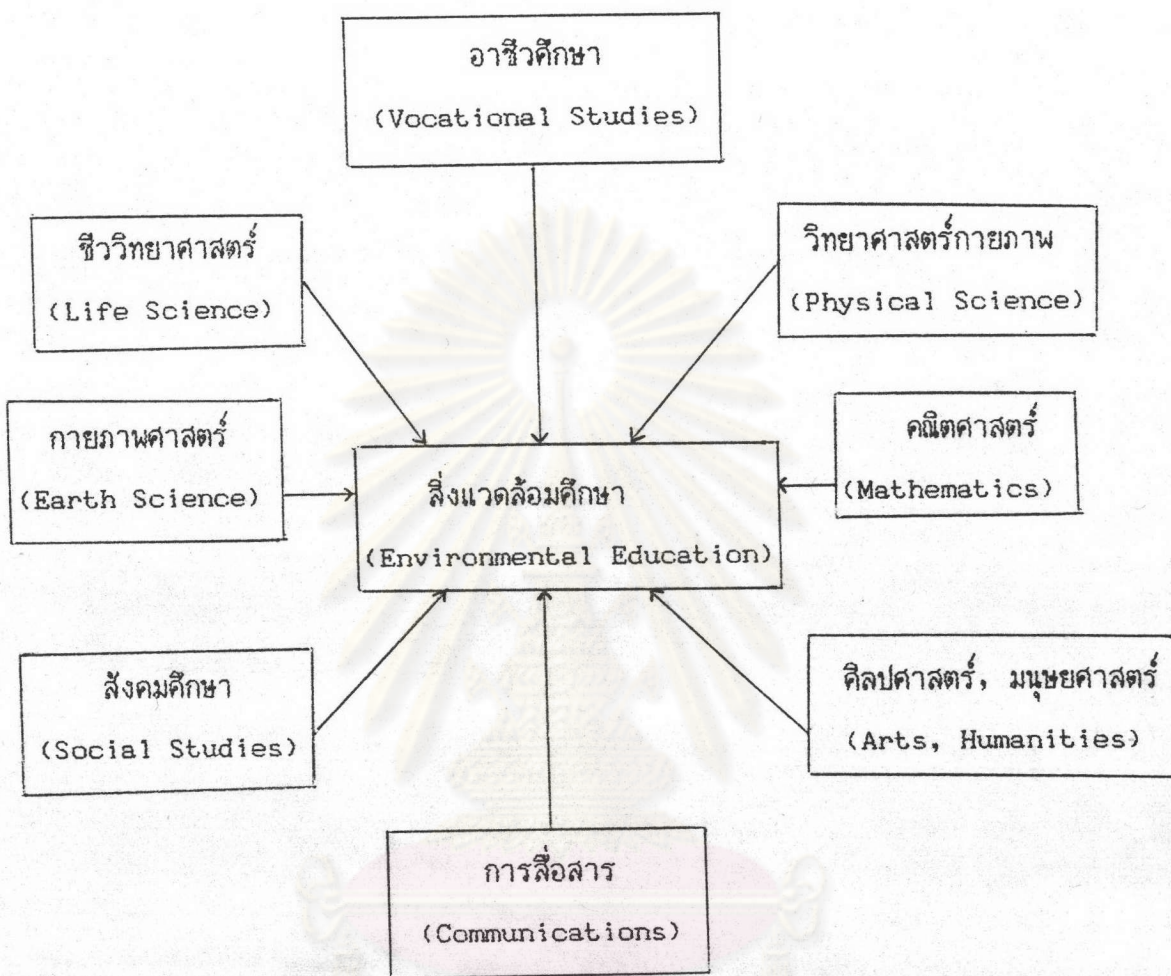 อาชีวศึกษา
(Vocational Studies)
ชีววิทยาศาสตร์
(Life Science)
วิทยาศาสตร์กายภาพ
(Physical Science)
กายภาพศาสตร์
(Earth Science)
สิ่งแวดล้อมศึกษา
(Environmental Education)
คณิตศาสตร์
(Mathematics)
สังคมศึกษา
(Social Studies)
ศิลปศาสตร์, มนุษยศาสตร์
(Arts, Humanities)
การสื่อสาร
(Communications)